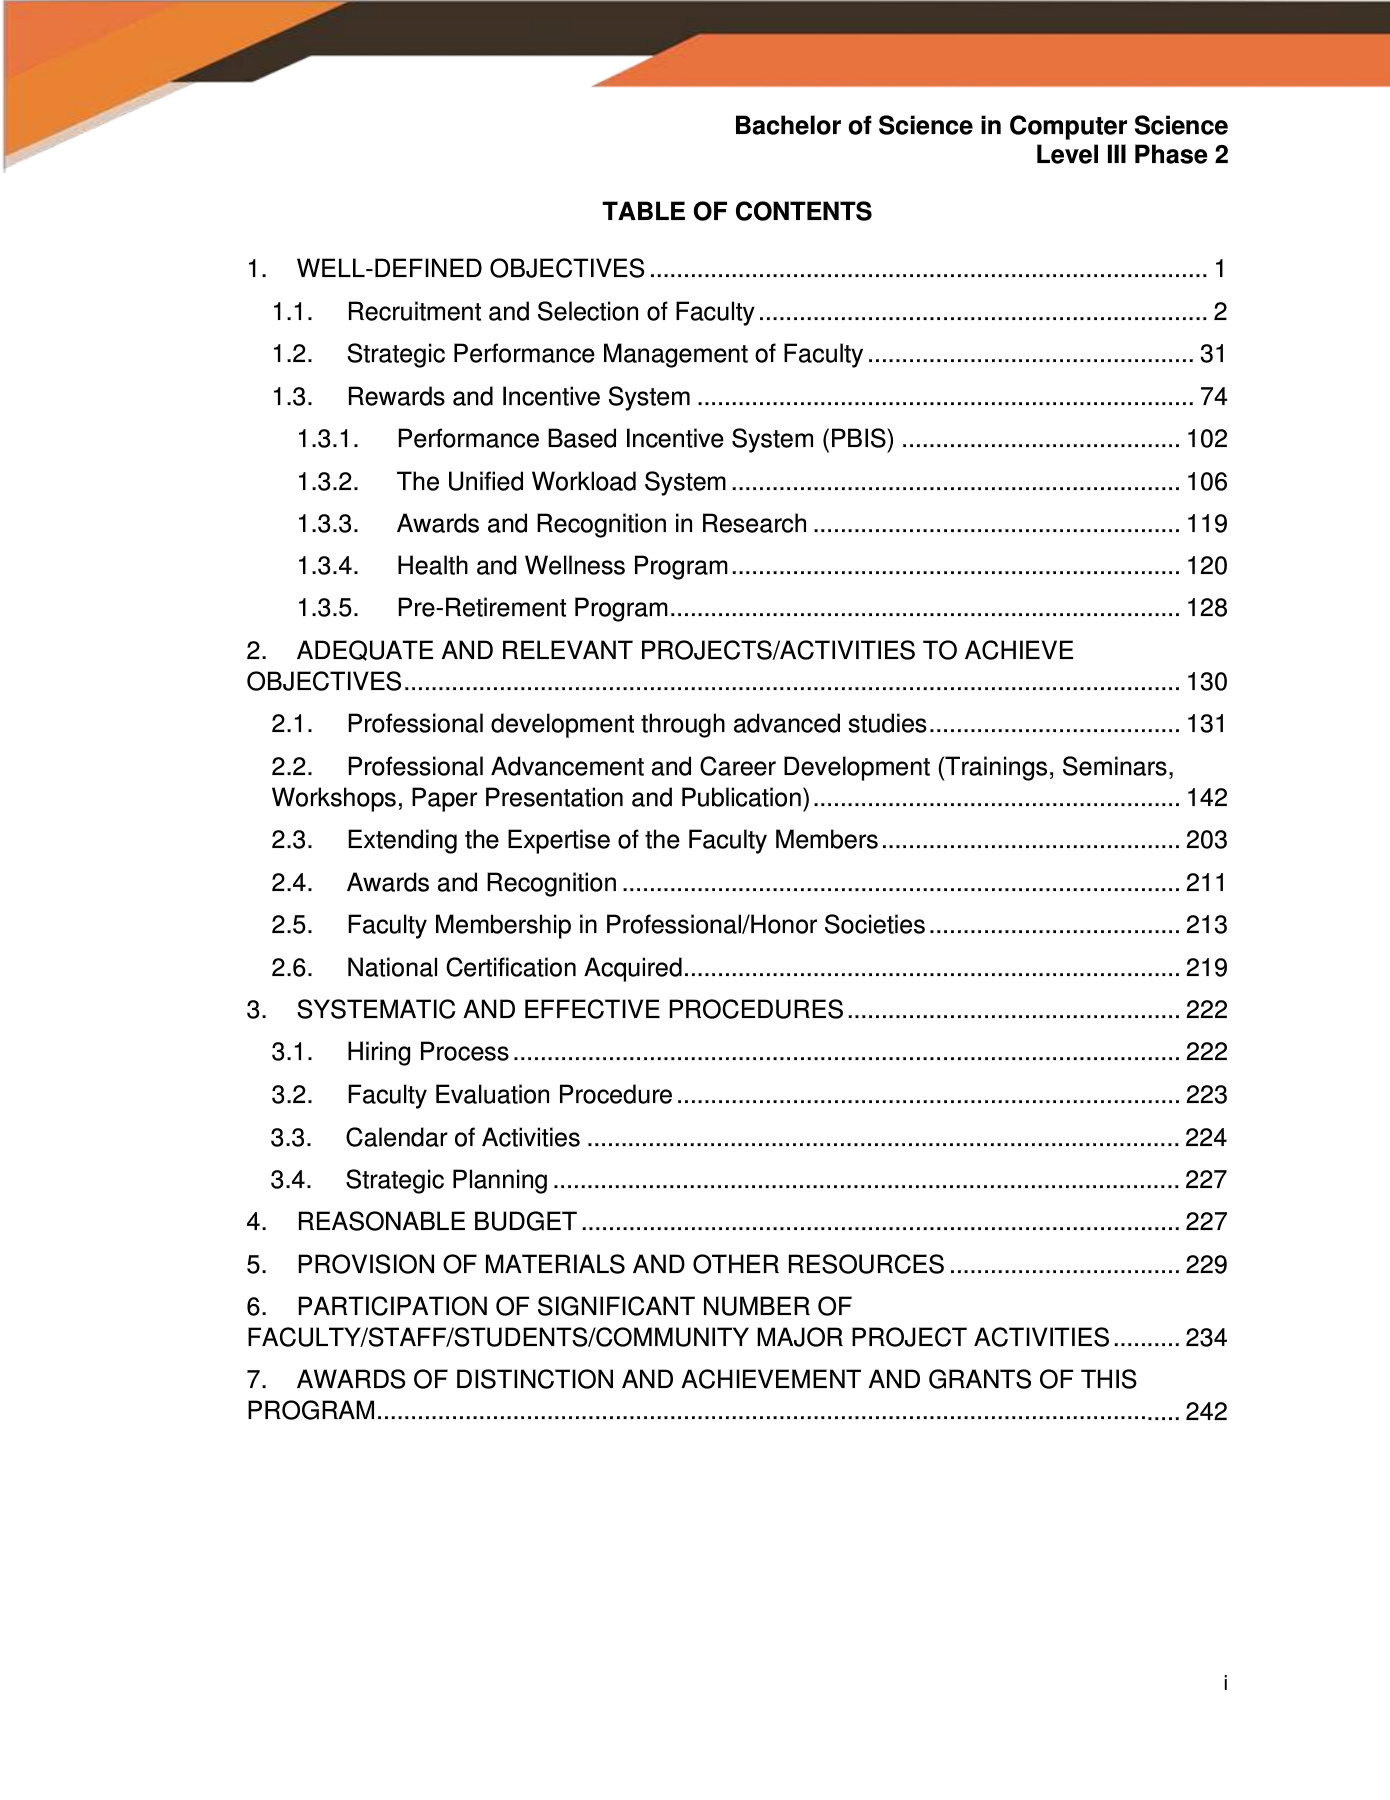 Bachelor of Science in Computer Science
Level III Phase 2
TABLE OF CONTENTS
1. WELL-DEFINED OBJECTIVES ................................................................................... 1
1.1. Recruitment and Selection of Faculty ................................................................... 2
1.2. Strategic Performance Management of Faculty ................................................ 31
1.3. Rewards and Incentive System ......................................................................... 74
1.3.1. Performance Based Incentive System (PBIS) ......................................... 102
1.3.2. The Unified Workload System .................................................................. 106
1.3.3. Awards and Recognition in Research ...................................................... 119
1.3.4. Health and Wellness Program .................................................................. 120
1.3.5. Pre-Retirement Program ........................................................................... 128
2. ADEQUATE AND RELEVANT PROJECTS/ACTIVITIES TO ACHIEVE
OBJECTIVES ................................................................................................................... 130
2.1. Professional development through advanced studies ..................................... 131
2.2. Professional Advancement and Career Development (Trainings, Seminars,
Workshops, Paper Presentation and Publication) ...................................................... 142
2.3. Extending the Expertise of the Faculty Members ............................................ 203
2.4. Awards and Recognition .................................................................................. 211
2.5. Faculty Membership in Professional/Honor Societies ..................................... 213
2.6. National Certification Acquired ......................................................................... 219
3. SYSTEMATIC AND EFFECTIVE PROCEDURES ................................................. 222
3.1. Hiring Process .................................................................................................. 222
3.2. Faculty Evaluation Procedure .......................................................................... 223
3.3. Calendar of Activities ....................................................................................... 224
3.4. Strategic Planning ............................................................................................ 227
4. REASONABLE BUDGET ........................................................................................ 227
5. PROVISION OF MATERIALS AND OTHER RESOURCES .................................. 229
6. PARTICIPATION OF SIGNIFICANT NUMBER OF
FACULTY/STAFF/STUDENTS/COMMUNITY MAJOR PROJECT ACTIVITIES .......... 234
7. AWARDS OF DISTINCTION AND ACHIEVEMENT AND GRANTS OF THIS
PROGRAM ...................................................................................................................... 242
i